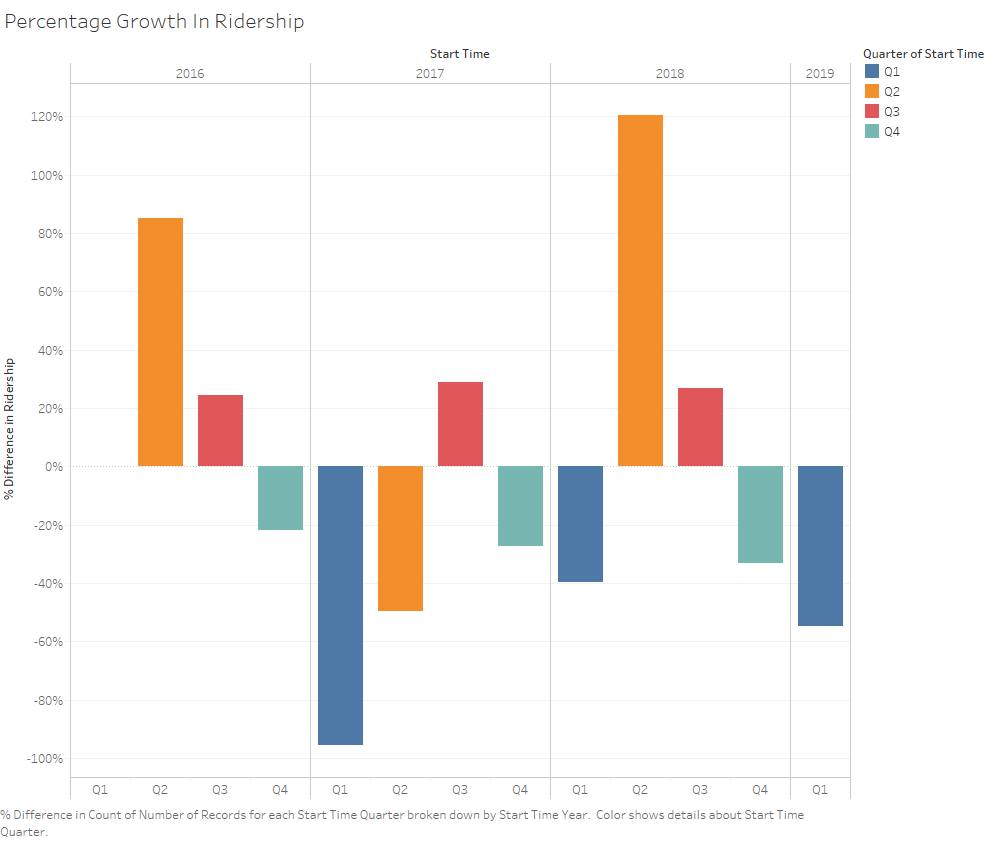 Percentage Growth In Ridership
Start Time
Quarter of Start Time
2016 2017 2018 2019
Q1
Q2
Q3
Q4
120%
100%
80%
60%
40%
20%
0%
-20%
-40%
-60%
-80%
-100%
% Difference in Ridership
Q1 Q2 Q3 Q4 Q1 Q2 Q3 Q4 Q1 Q2 Q3 Q4 Q1
% Difference in Count of Number of Records for each Start Time Quarter broken down by Start Time Year. Color shows details about Start Time
Quarter.